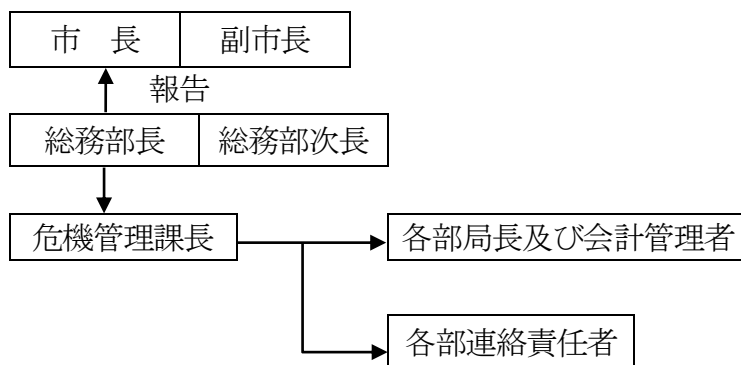 市　長　副市長
報告
総務部長　総務部次長
危機管理課長　各部局長及び会計管理者
各部連絡責任者